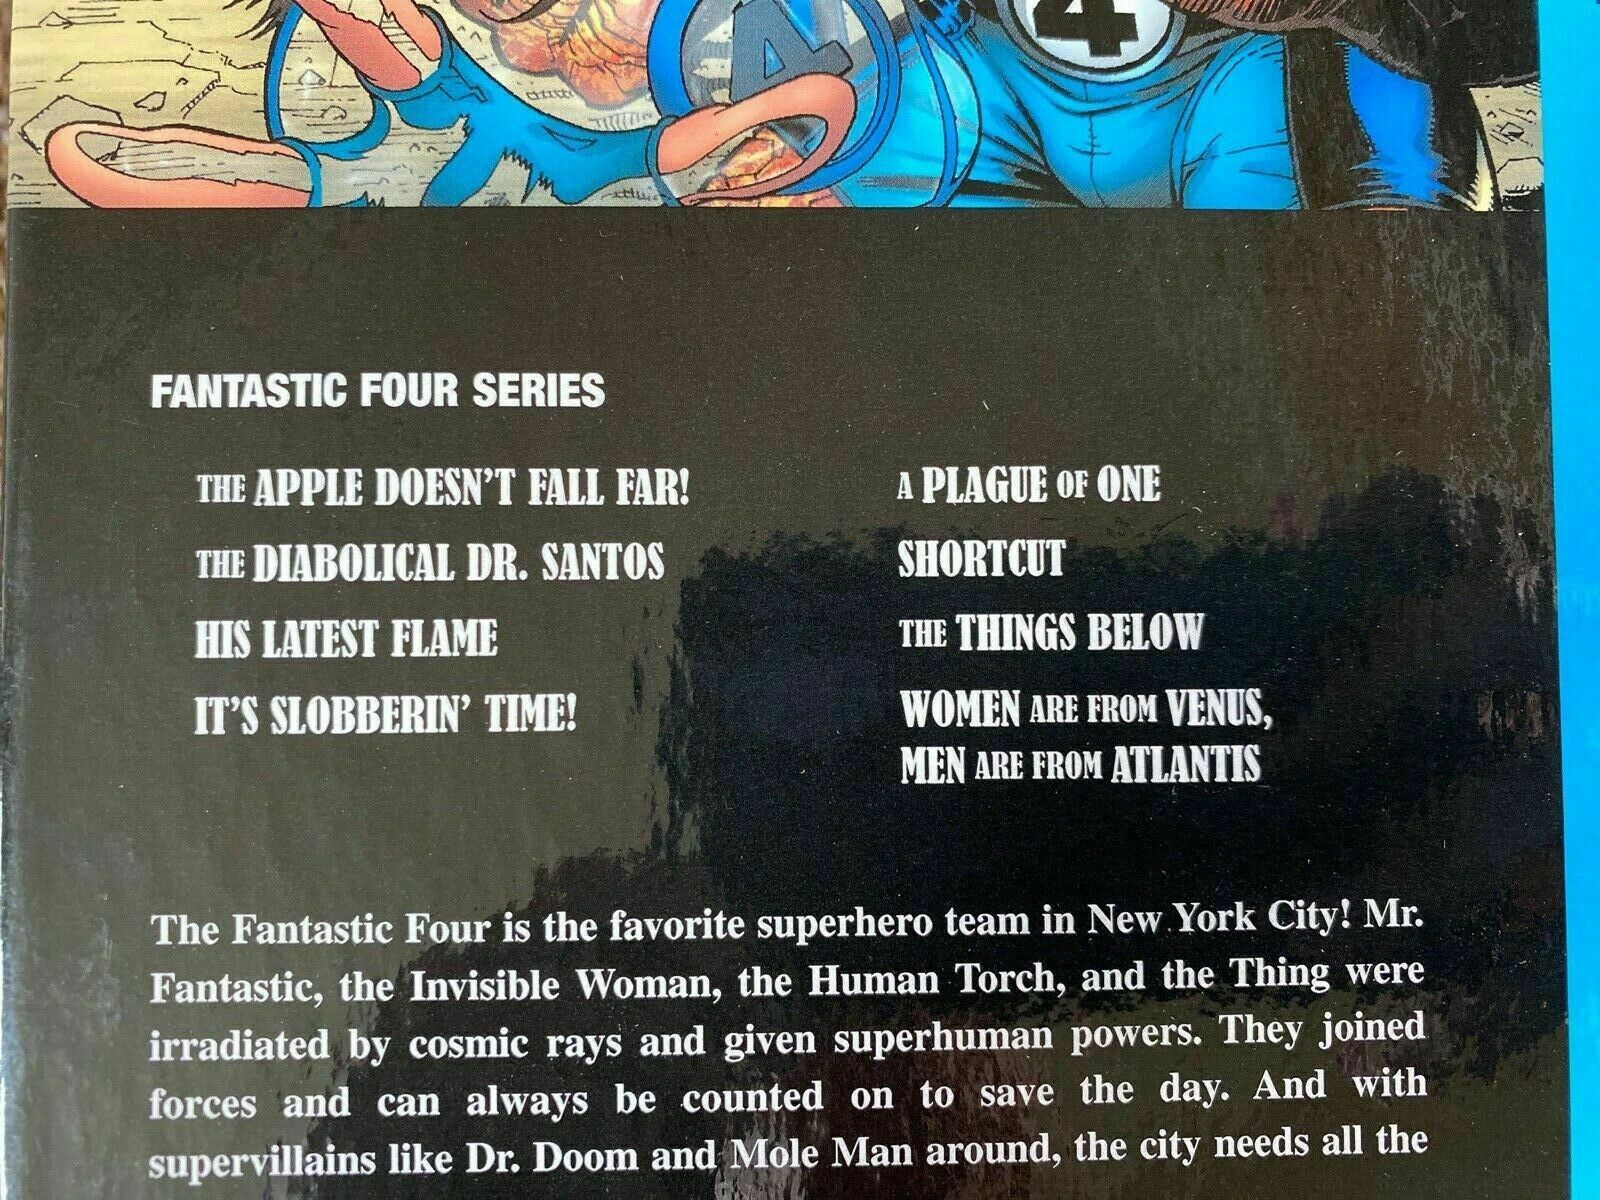 4
4
FANTASTIC FOUR SERIES
THE APPLE DOESN'T FALL FAR!
THE DIABOLICAL DR. SANTOS
HIS LATEST FLAME
IT'S SLOBBERIN' TIME!
A PLAGUE OF ONE
SHORTCUT
THE THINGS BELOW
WOMEN ARE FROM VENUS,
MEN ARE FROM ATLANTIS
The Fantastic Four is the favorite superhero team in New York City! Mr.
Fantastic, the Invisible Woman, the Human Torch, and the Thing were
irradiated by cosmic rays and given superhuman powers. They joined
forces and can always be counted on to save the day. And with
supervillains like Dr. Doom and Mole Man around, the city needs all the